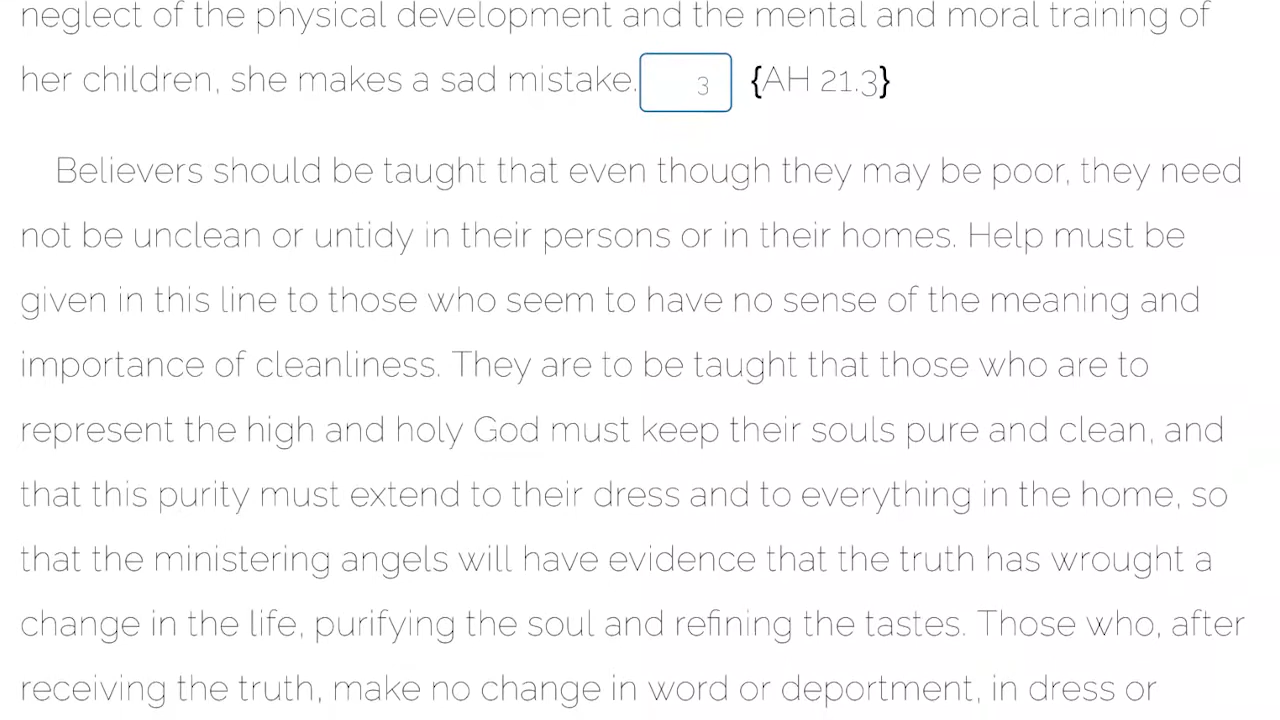 neglect of the physical development and the mental and moral training of
her children, she makes a sad mistake. 3 {AH 21.3}
Believers should be taught that even though they may be poor, they need
not be unclean or untidy in their persons or in their homes. Help must be
given in this line to those who seem to have no sense of the meaning and
importance of cleanliness. They are to be taught that those who are to
represent the high and holy God must keep their souls pure and clean, and
that this purity must extend to their dress and to everything in the home, so
that the ministering angels will have evidence that the truth has wrought a
change in the life, purifying the soul and refining the tastes. Those who, after
receiving the truth, make no change in word or deportment, in dress or